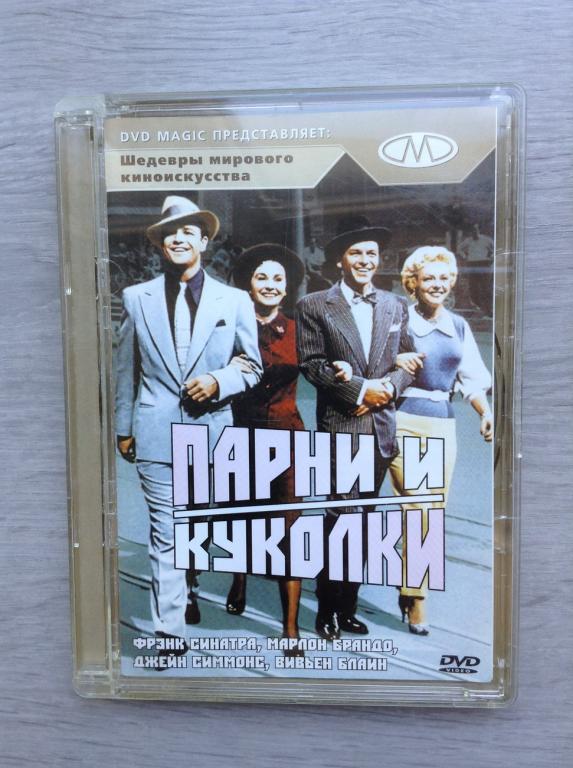 DVD MAGIC ПРЕДСТАВЛЯЕТ:
Шедевры мирового
киноискусства
ПАРНИ И
КУКОЛКИ
ФРЭНК СИНАТРА, МАРЛОН БРАНДО,
ДЖЕЙН СИММОНС, ВИВЬЕН БЛАИН
DVD
VIDEO